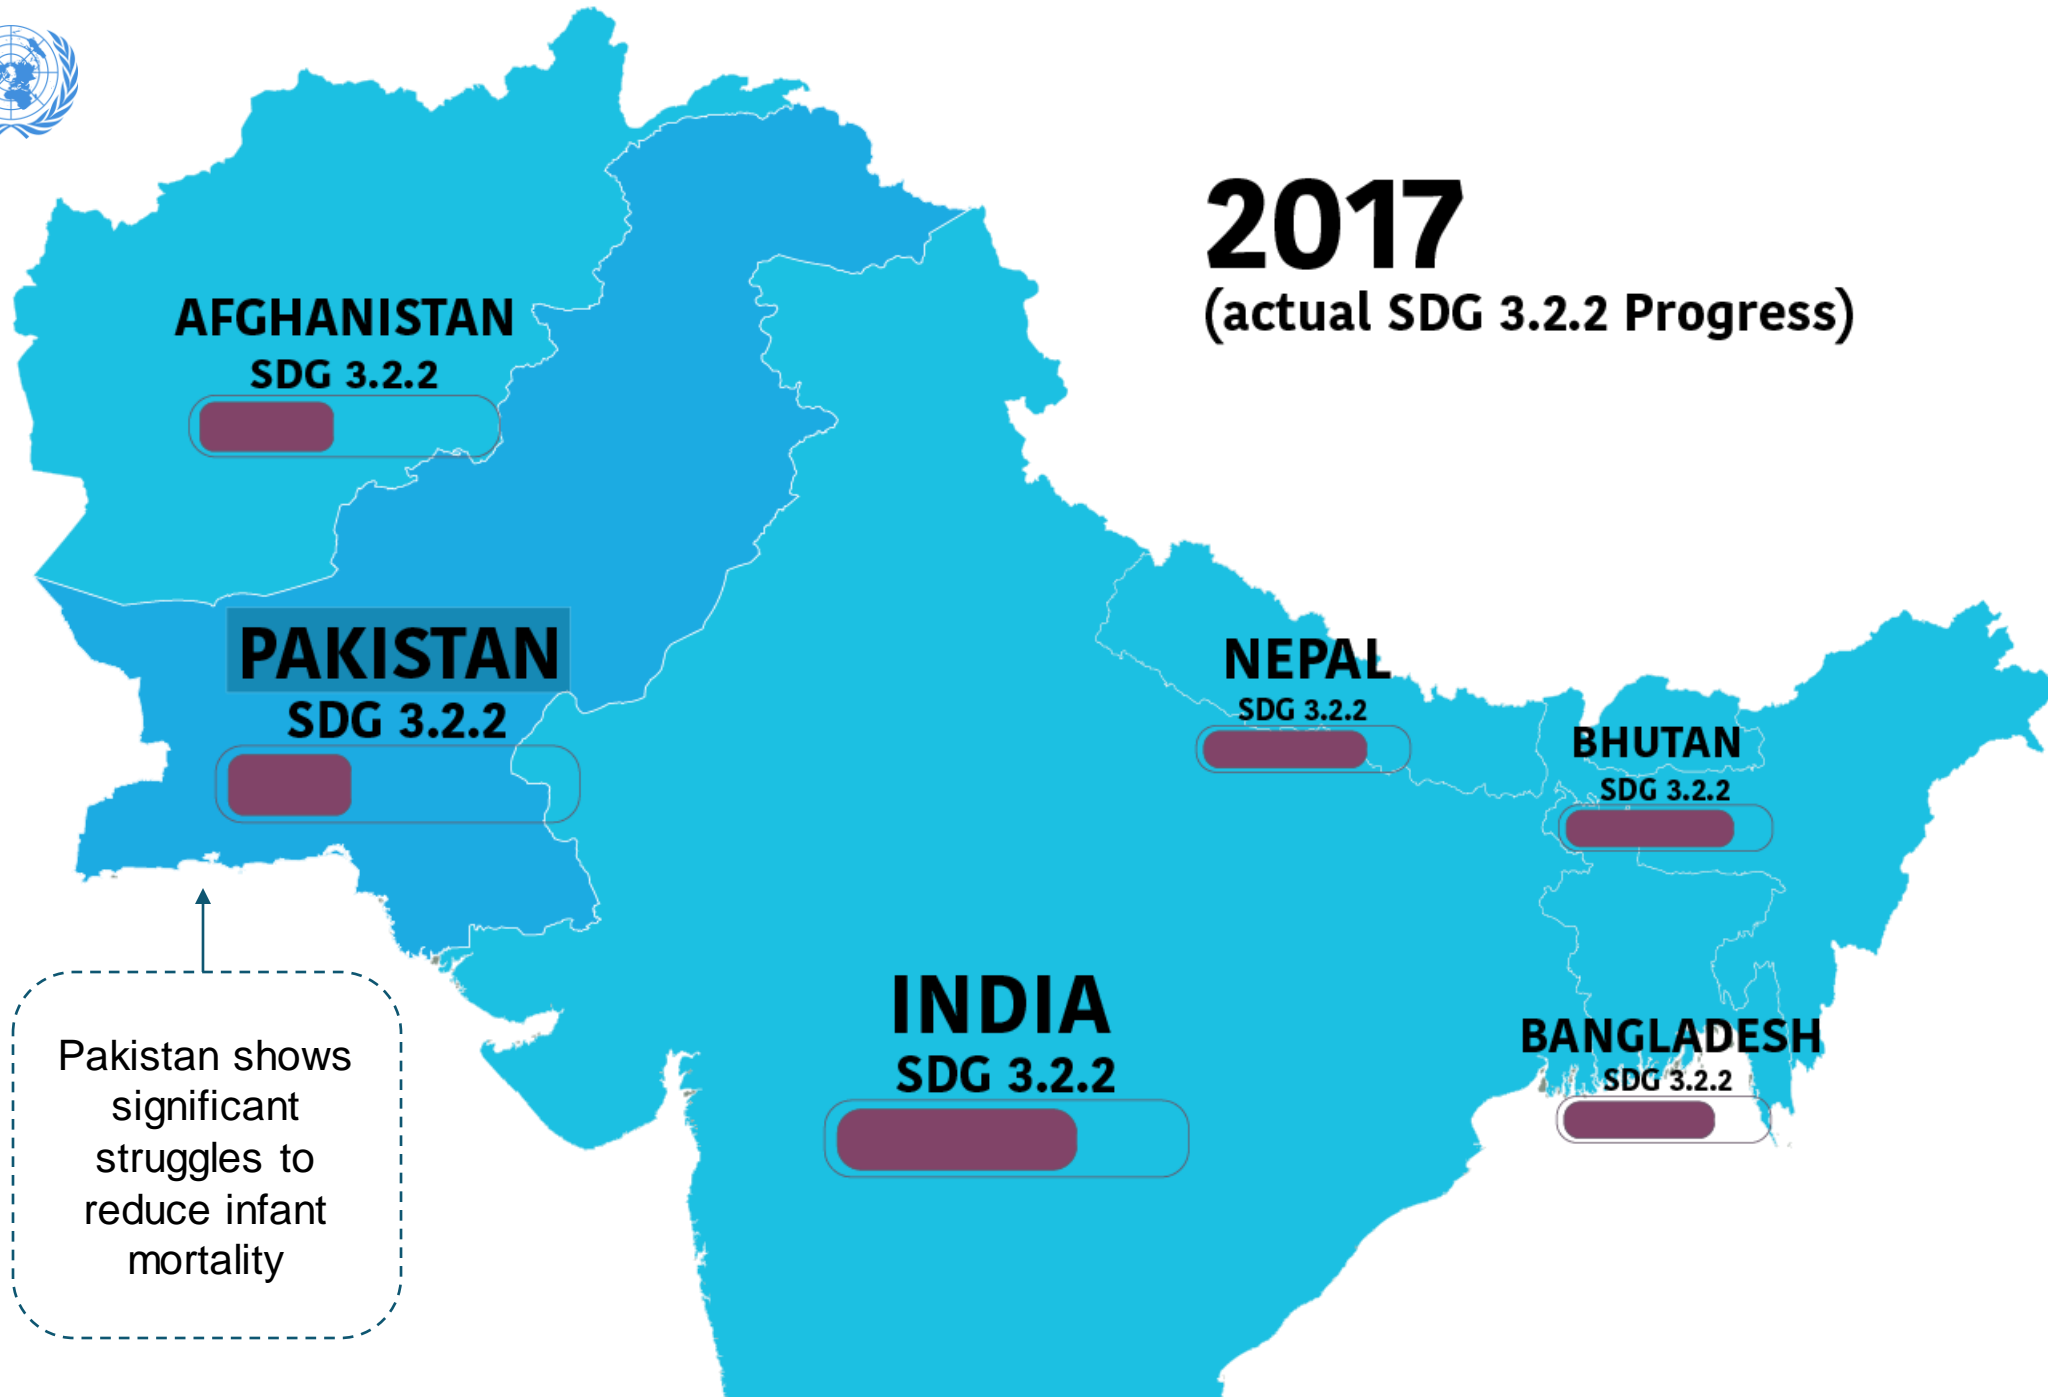 2017
(actual SDG 3.2.2 Progress)
AFGHANISTAN
SDG 3.2.2
PAKISTAN
SDG 3.2.2
NEPAL
SDG 3.2.2
BHUTAN
SDG 3.2.2
INDIA
SDG 3.2.2
BANGLADESH
SDG 3.2.2
Pakistan shows
significant
struggles to
reduce infant
mortality